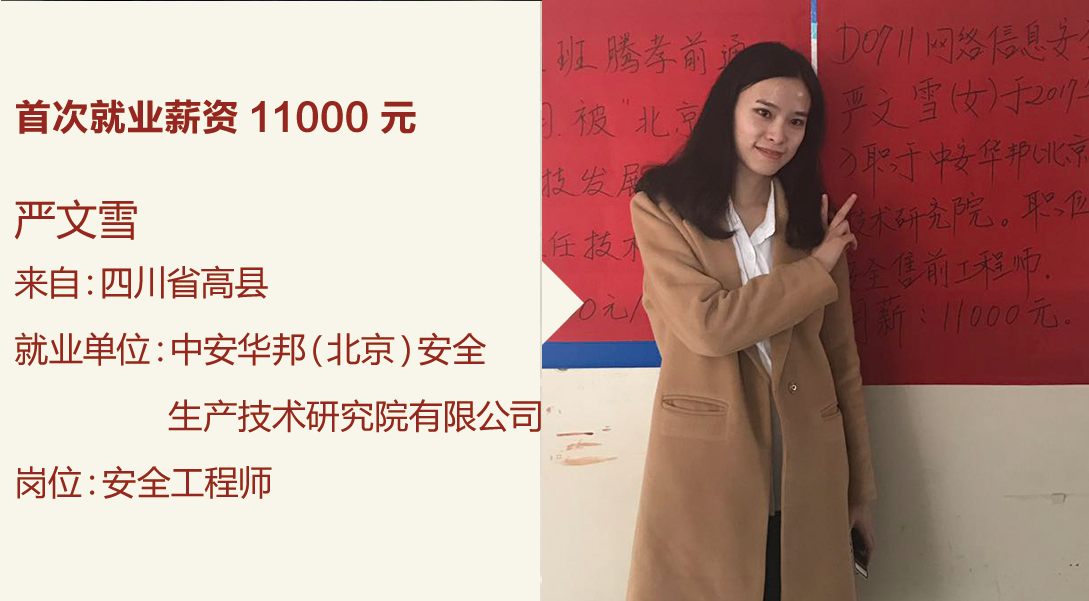 首次就业薪资 11000 元
严文雪
来自:四川省高县
就业单位:中安华邦(北京)安全
生产技术研究院有限公司
岗位:安全工程师
班 腾孝前通
被 "北京
技发展
任技术
0元/
D0711 网络信息安全
严文雪(女)于2017
职于中安华邦(北京
技术研究院。职位
全售前工程师.
月薪:11000元.